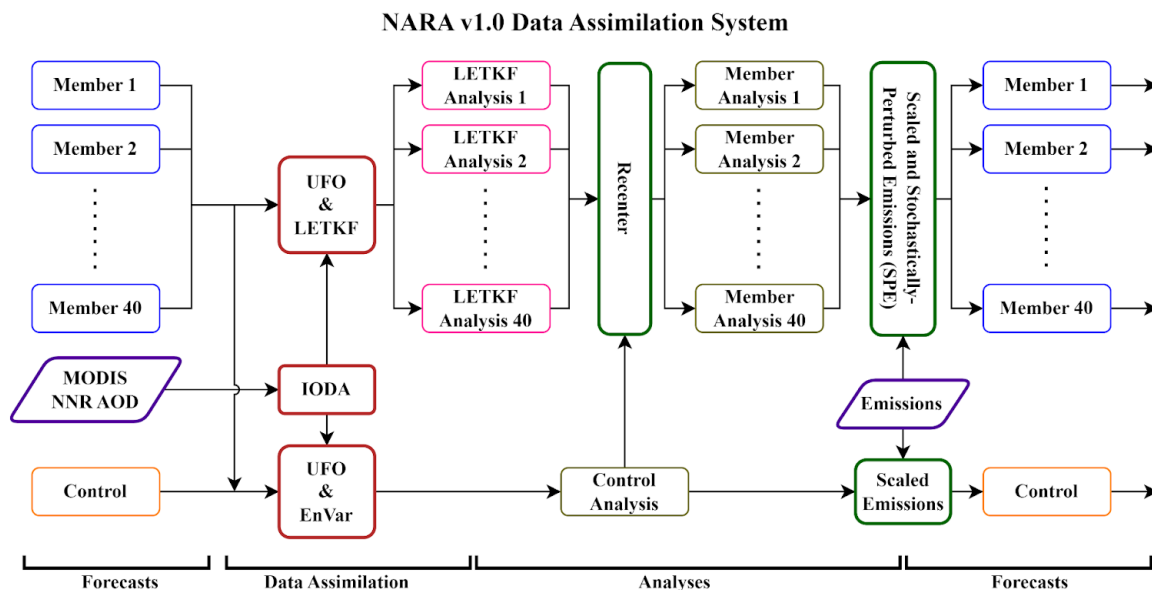 NARA v1.0 Data Assimilation System
Member 1
Member 2
Member 40
MODIS
NNR AOD
Control
UFO
&
LETKF
IODA
UFO
&
EnVar
LETKF
Analysis 1
LETKF
Analysis 2
LETKF
Analysis 40
Recenter
Control
Analysis
Member
Analysis 1
Member
Analysis 2
Member
Analysis 40
Scaled and Stochastically-
Perturbed Emissions (SPE)
Emissions
Scaled
Emissions
Member 1
Member 2
Member 40
Control
Forecasts
Data Assimilation
Analyses
Forecasts